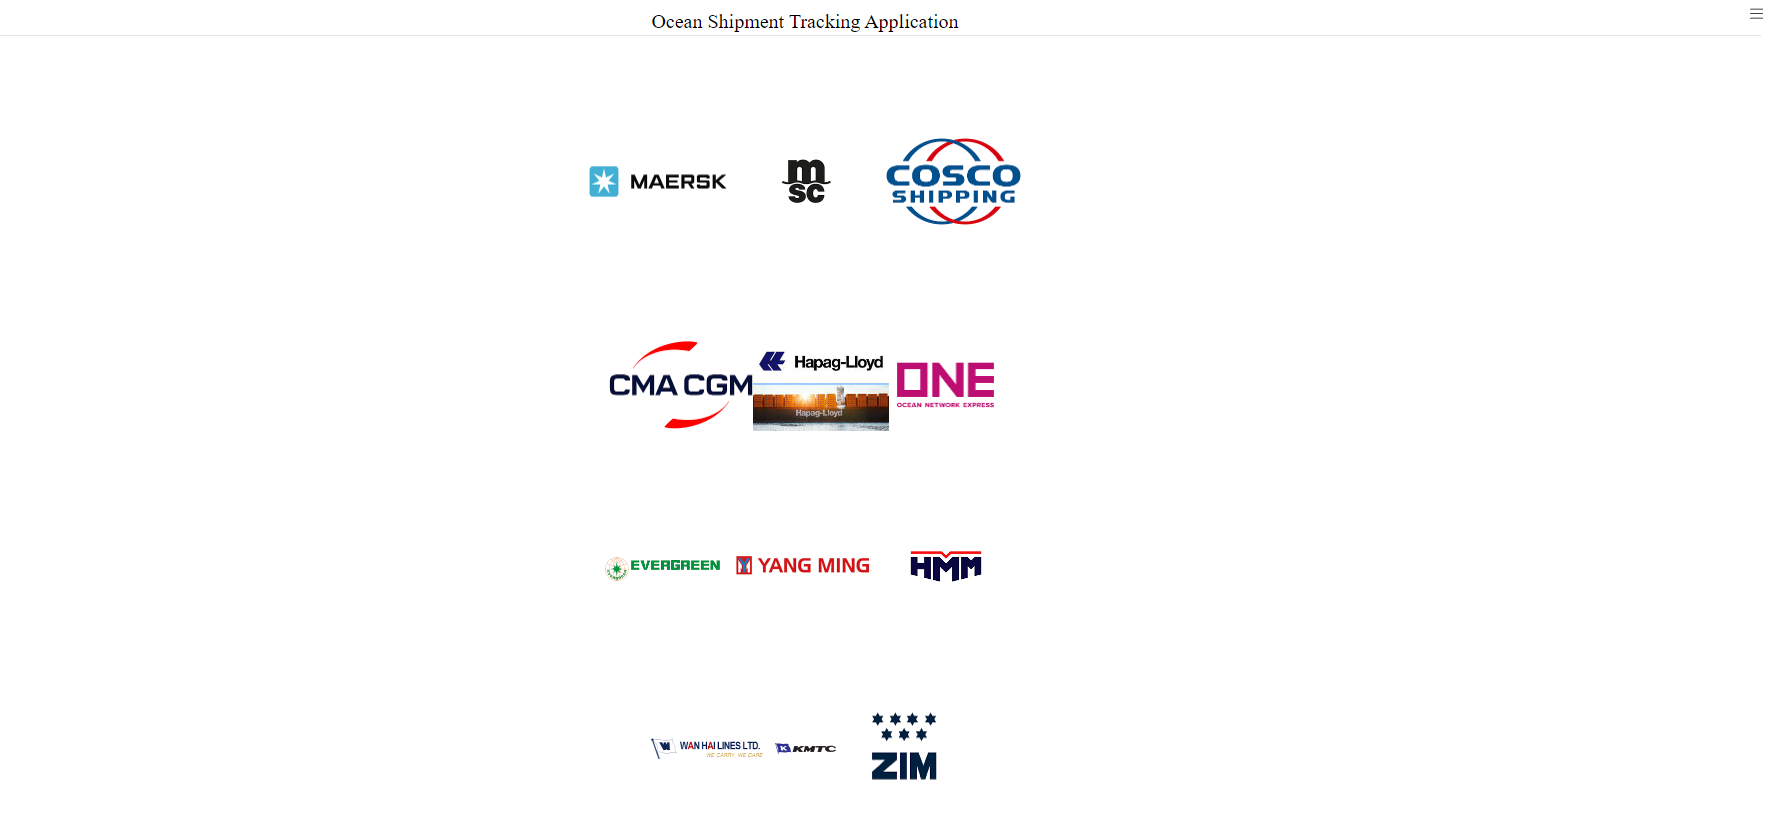 Ocean Shipment Tracking Application
MAERSK
msc
COSCO
SHIPPING
CMA CGM
Hapag-Lloyd
Hapag-Lloyd
ONE
OCEAN NETWORK EXPRESS
EVERGREEN
YANG MING
HMM
WAN HAI LINES LTD.
WE CARRY. WE CARE
KMTC
ZIM